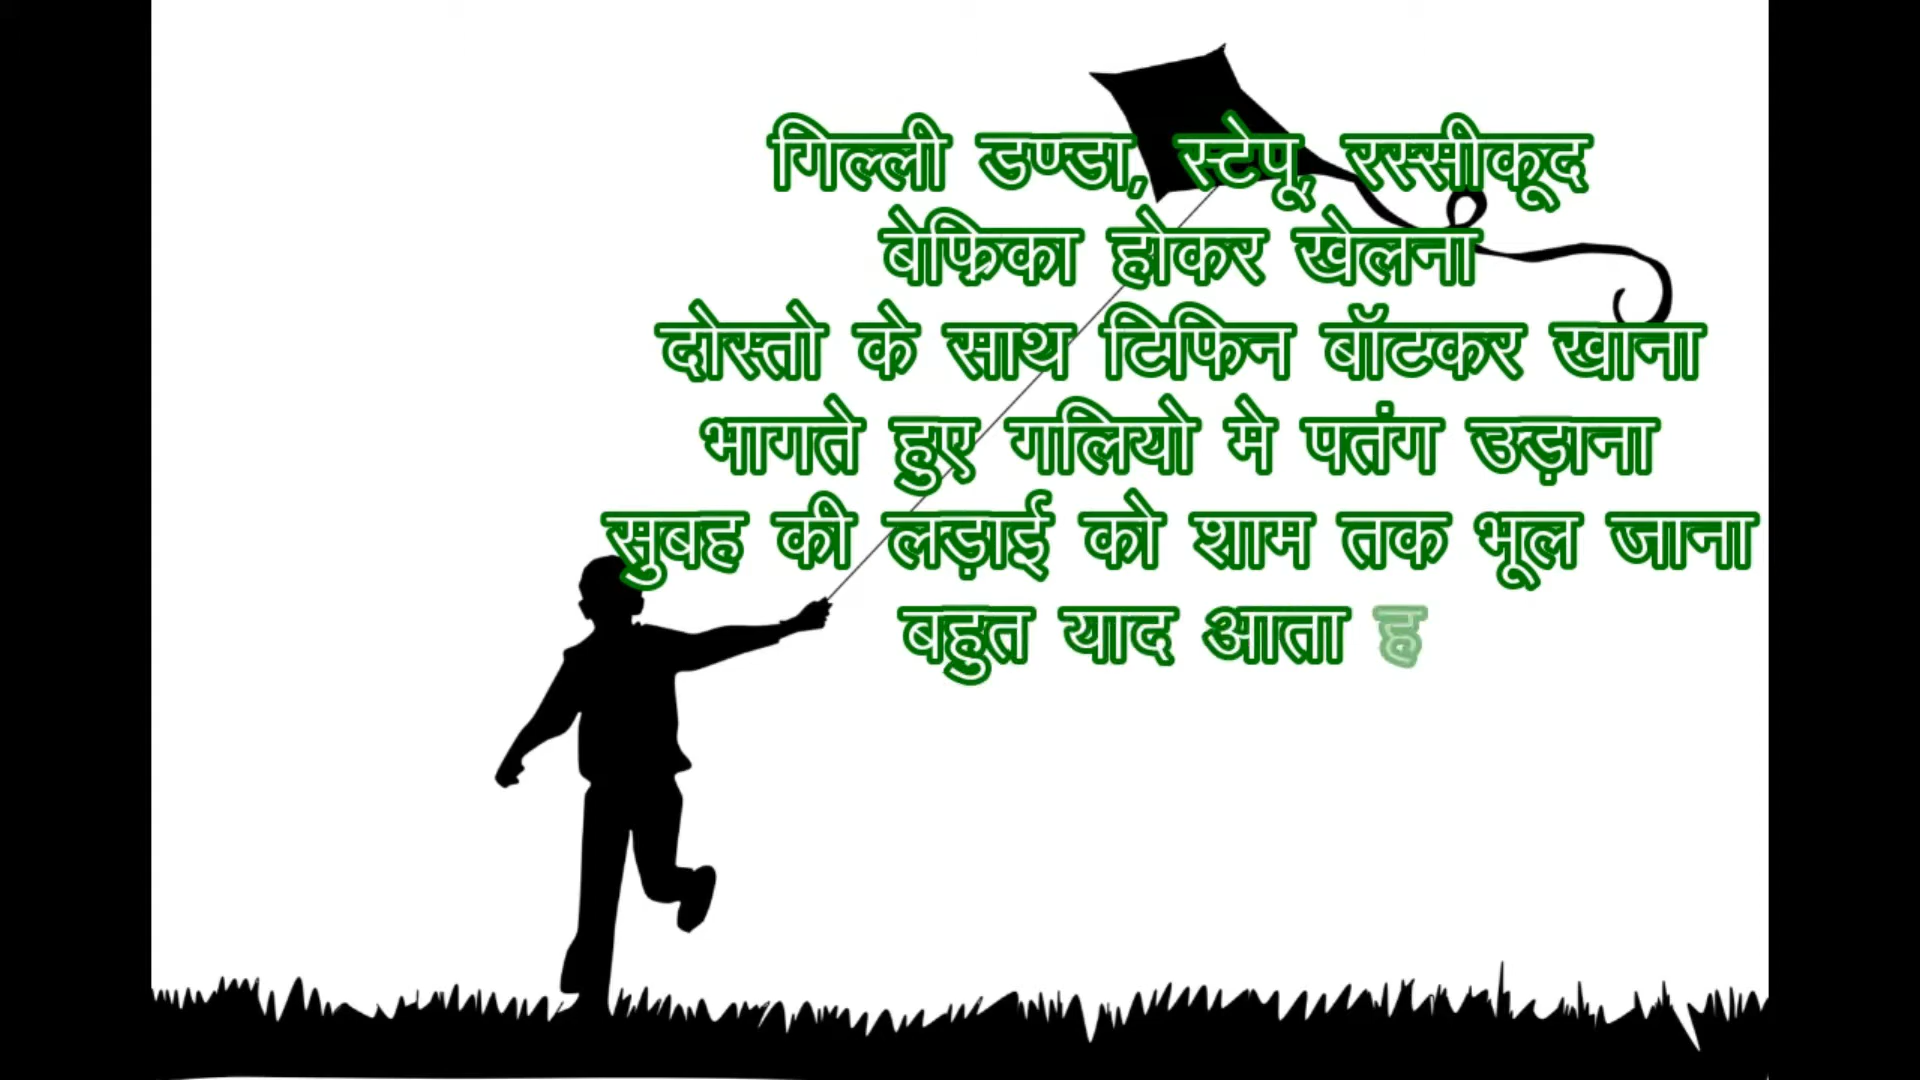 गिल्ली डण्डा, स्टेपू, रस्सीकूद
बेफ्रिका होकर खेलना
दोस्तो के साथ टिफिन बॉटकर खाना
भागते हुए गलियो मे पतंग उड़ाना
सुबह की लड़ाई को शाम तक भूल जाना
बहुत याद आता ह